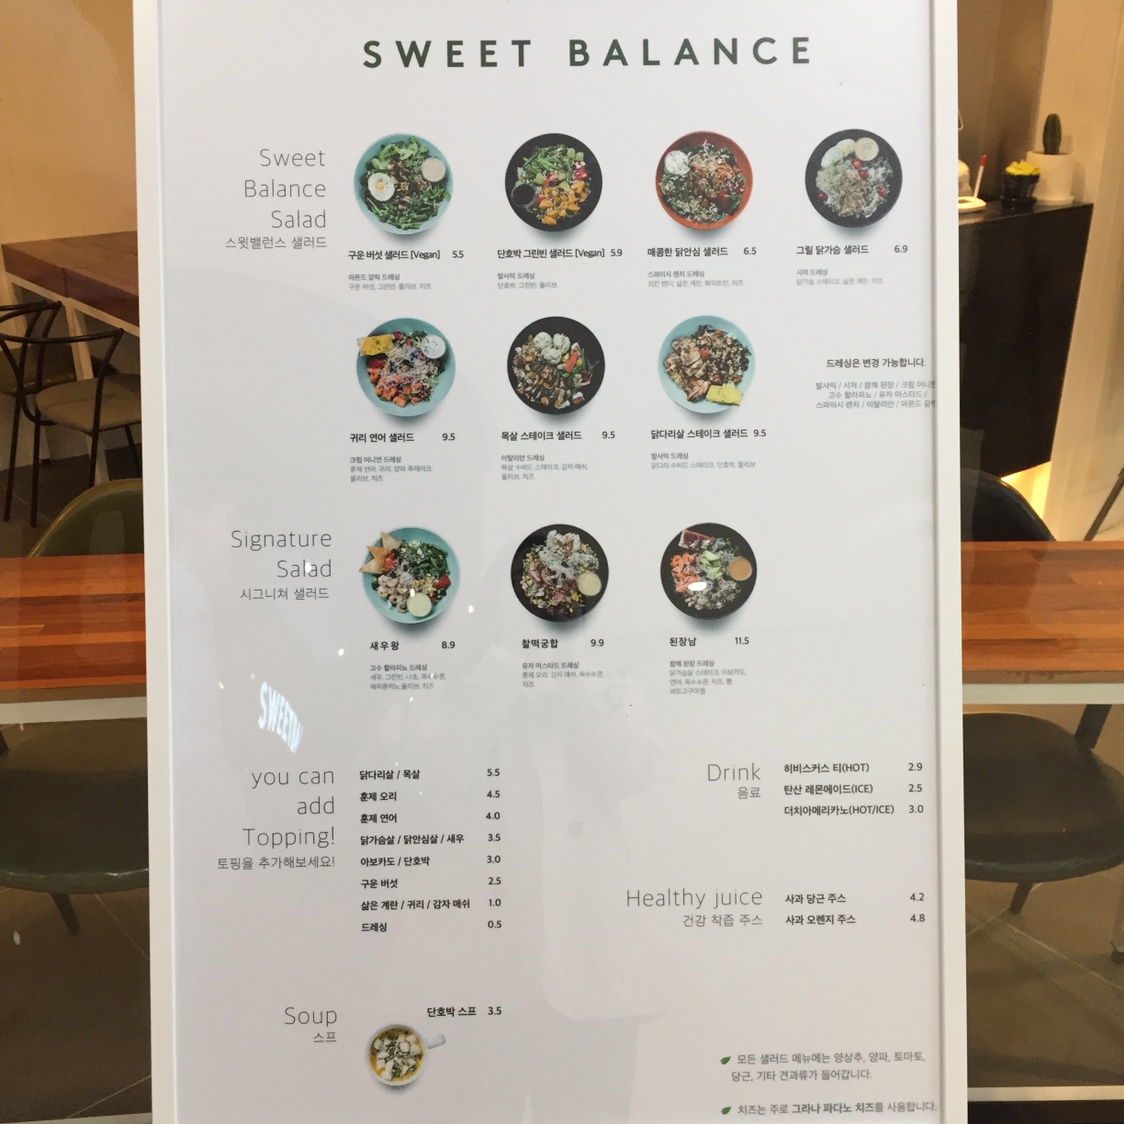 SWEET BALANCE
Sweet
Balance
Salad
스윗밸런스 샐러드
구운 버섯 샐러드 [Vegan] 5.5
아몬드 갈릭 드레싱
구운 버섯, 그린빈, 올리브, 치즈
단호박 그린빈 샐러드 [Vegan] 5.9
발사믹 드레싱
단호박, 그린빈, 올리브
매콤한 닭안심 샐러드 6.5
스파이시 랜치 드레싱
치킨 텐더, 삶은 계란, 화이트빈, 치즈
그릴 닭가슴 샐러드 6.9
시저 드레싱
닭가슴 스테이크, 삶은 계란, 치즈
귀리 연어 샐러드 9.5
크림 어니언 드레싱
훈제 연어, 귀리, 양파 후레이크,
올리브, 치즈
목살 스테이크 샐러드 9.5
이탈리안 드레싱
목살 수비드 스테이크, 감자 매쉬,
올리브, 치즈
닭다리살 스테이크 샐러드 9.5
발사믹 드레싱
닭다리 수비드 스테이크, 단호박, 올리브
드레싱은 변경 가능합니다.
발사믹 / 시저 / 참깨 된장 / 크림 어니언
고수 할라피뇨 / 유자 머스타드 /
스파이시 랜치 / 이탈리안 / 아몬드 갈릭
Signature
Salad
시그니쳐 샐러드
새우왕 8.9
고수 할라피뇨 드레싱
새우, 그린빈, 나초, 옥수수콘,
페퍼론치노, 올리브, 치즈
찰떡궁합 9.9
유자 머스타드 드레싱
훈제 오리, 감자 매쉬, 옥수수콘,
치즈
된장남 11.5
참깨 된장 드레싱
닭가슴살 스테이크, 아보카도,
연어, 옥수수콘, 치즈, 빵
SWEET
you can
add
Topping!
토핑을 추가해보세요!
닭다리살 / 목살 5.5
훈제 오리 4.5
훈제 연어 4.0
닭가슴살 / 닭안심살 / 새우 3.5
아보카도 / 단호박 3.0
구운 버섯 2.5
삶은 계란 / 귀리 / 감자 매쉬 1.0
드레싱 0.5
Drink
음료
히비스커스 티(HOT) 2.9
탄산 레몬에이드(ICE) 2.5
더치아메리카노(HOT/ICE) 3.0
Healthy juice
건강 착즙 주스
사과 당근 주스 4.2
사과 오렌지 주스 4.8
Soup
스프
단호박 스프 3.5
모든 샐러드 메뉴에는 양상추, 양파, 토마토,
당근, 기타 견과류가 들어갑니다.
치즈는 주로 그라나 파다노 치즈를 사용합니다.